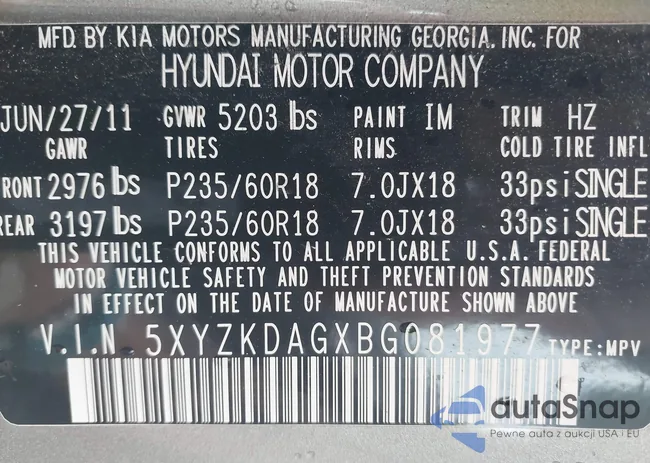 MFD. BY KIA MOTORS MANUFACTURING GEORGIA, INC. FOR
HYUNDAI MOTOR COMPANY
JUN/27/11 GVWR 5203 lbs PAINT IM TRIM HZ
GAWR TIRES RIMS COLD TIRE INFL
FRONT 2976 lbs P235/60R18 7.0JX18 33psi SINGLE
REAR 3197 lbs P235/60R18 7.0JX18 33psi SINGLE
THIS VEHICLE CONFORMS TO ALL APPLICABLE U.S.A. FEDERAL
MOTOR VEHICLE SAFETY AND THEFT PREVENTION STANDARDS
IN EFFECT ON THE DATE OF MANUFACTURE SHOWN ABOVE
V.I.N. 5XYZKDAGXBG081977 TYPE: MPV
autaSnap
Pewne auta z aukcji USA i EU